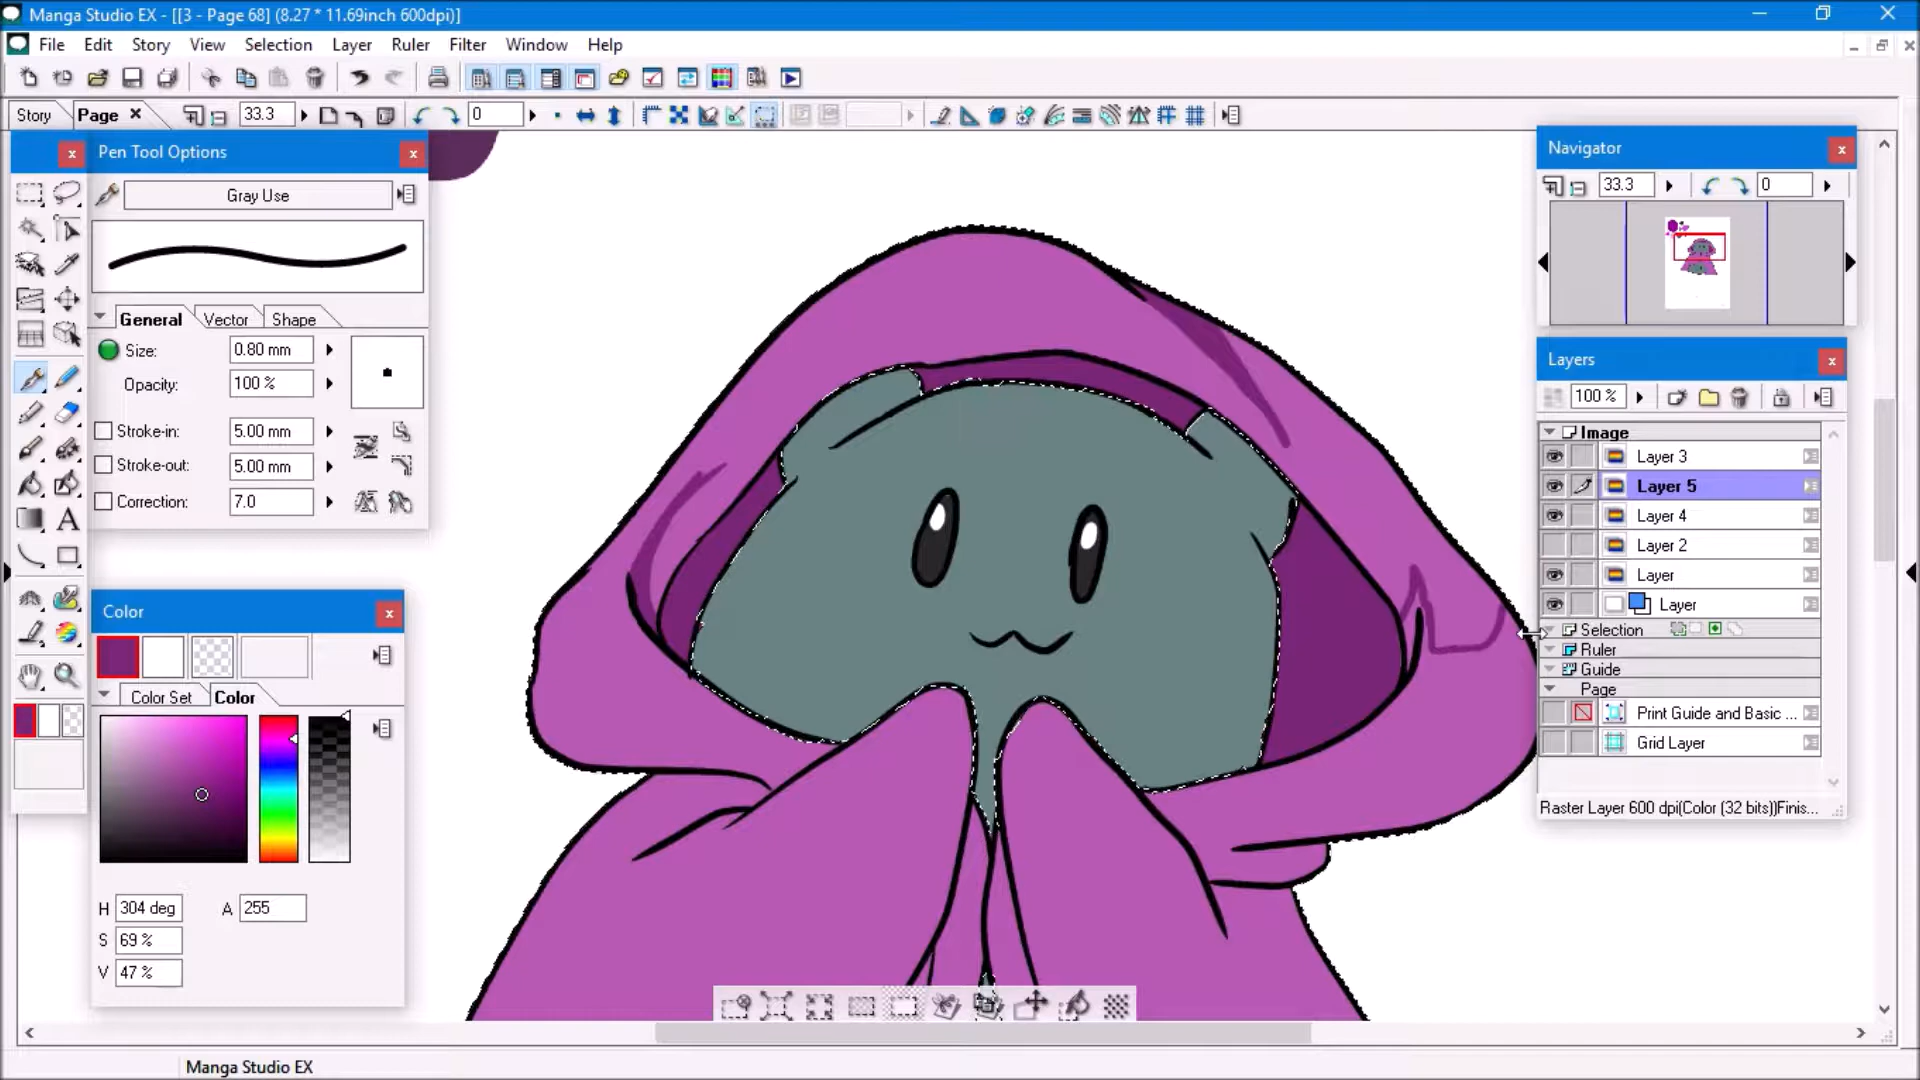 Manga Studio EX - [[3 - Page 68] (8.27 * 11.69inch 600dpi)]
File Edit Story View Selection Layer Ruler Filter Window Help
Story Page 33.3 0
Pen Tool Options
Gray Use
General Vector Shape
Size: 0.80 mm
Opacity: 100 %
Stroke-in: 5.00 mm
Stroke-out: 5.00 mm
Correction: 7.0
A
Color
Color Set Color
H 304 deg A 255
S 69 %
V 47 %
Navigator
33.3 0
Layers
100 %
Image
Layer 3
Layer 5
Layer 4
Layer 2
Layer
Layer
Selection
Ruler
Guide
Page
Print Guide and Basic ...
Grid Layer
Raster Layer 600 dpi(Color (32 bits))Finis...
Manga Studio EX